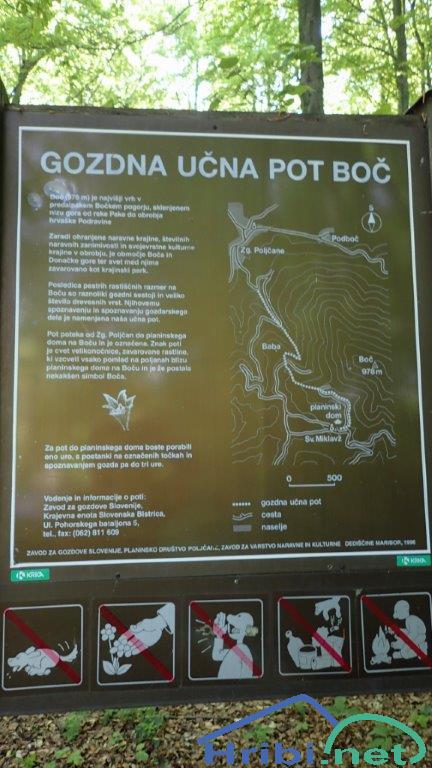 GOZDNA UČNA POT BOČ
Boč (978 m) je najvišji vrh v
predalpskem Bočkem pogorju, sklenjenem
nizu gora od reke Pake do obrobja
hrvaške Podravine.
Zaradi ohranjene naravne krajine, številnih
naravnih zanimivosti in svojevrstne kulturne
krajine v obrobju, je območje Boča in
Donačke gore ter svet med njima
zavarovano kot krajinski park.
Posledica pestrih rastiščnih razmer na
Boču so raznoliki gozdni sestoji in veliko
število drevesnih vrst. Njihovemu
spoznavanju in spoznavanju gozdarskega
dela je namenjena naša učna pot.
Pot poteka od Zg. Poljčan do planinskega
doma na Boču in je označena. Znak poti
je cvet velikonočnice, zavarovane rastline,
ki vzcveti vsako pomlad na poljanah blizu
planinskega doma na Boču in je že postala
nekakšen simbol Boča.
Za pot do planinskega doma boste porabili
eno uro, s postanki na označenih točkah in
spoznavanjem gozda pa do tri ure.
Vodenje in informacije o poti:
Zavod za gozdove Slovenije,
Krajevna enota Slovenska Bistrica,
Ul. Pohorskega bataljona 5,
tel., fax: (062) 811 609
S
Podboč
Zg. Poljčane
Baba
Boč
978 m
planinski
dom
Sv. Miklavž
0 500
gozdna učna pot
cesta
naselje
ZAVOD ZA GOZDOVE SLOVENIJE, PLANINSKO DRUŠTVO POLJČANE, ZAVOD ZA VARSTVO NARAVNE IN KULTURNE DEDIŠČINE MARIBOR, 1996
KRKA
KRKA
Hribi.net